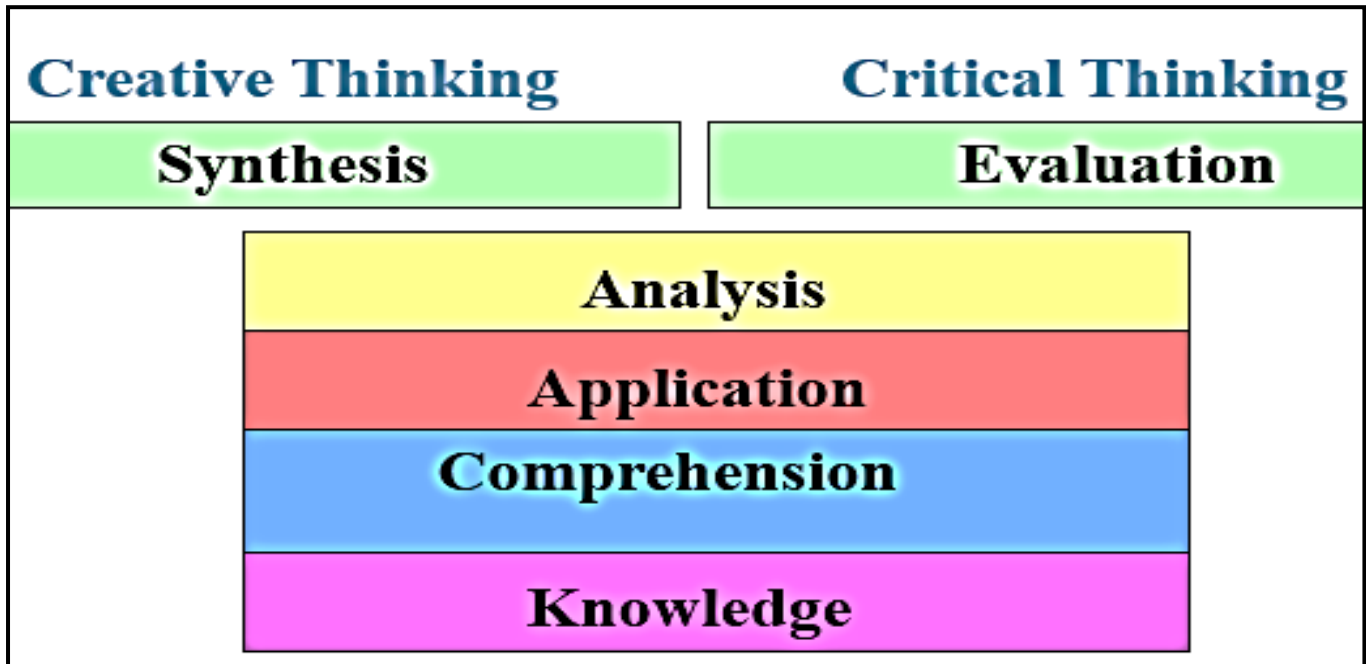 Creative Thinking
Critical Thinking
Synthesis
Evaluation
Analysis
Application
Comprehension
Knowledge